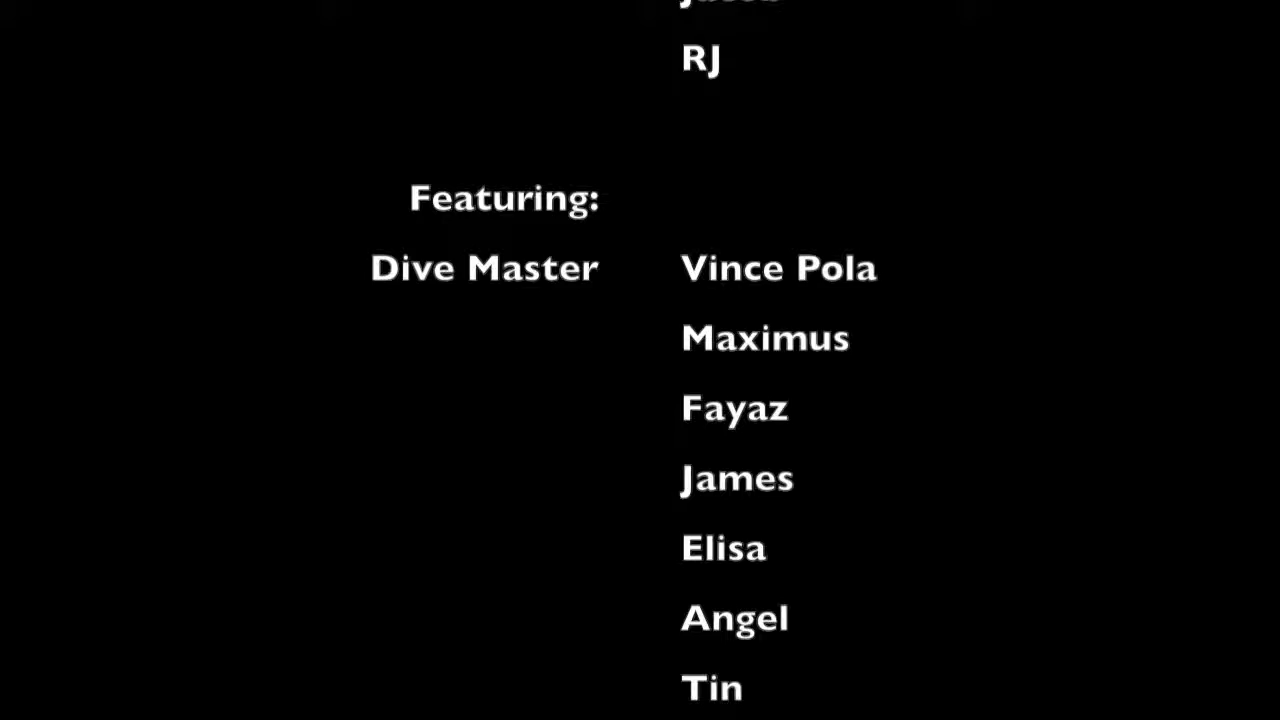 RJ
Featuring:
Dive Master Vince Pola
Maximus
Fayaz
James
Elisa
Angel
Tin